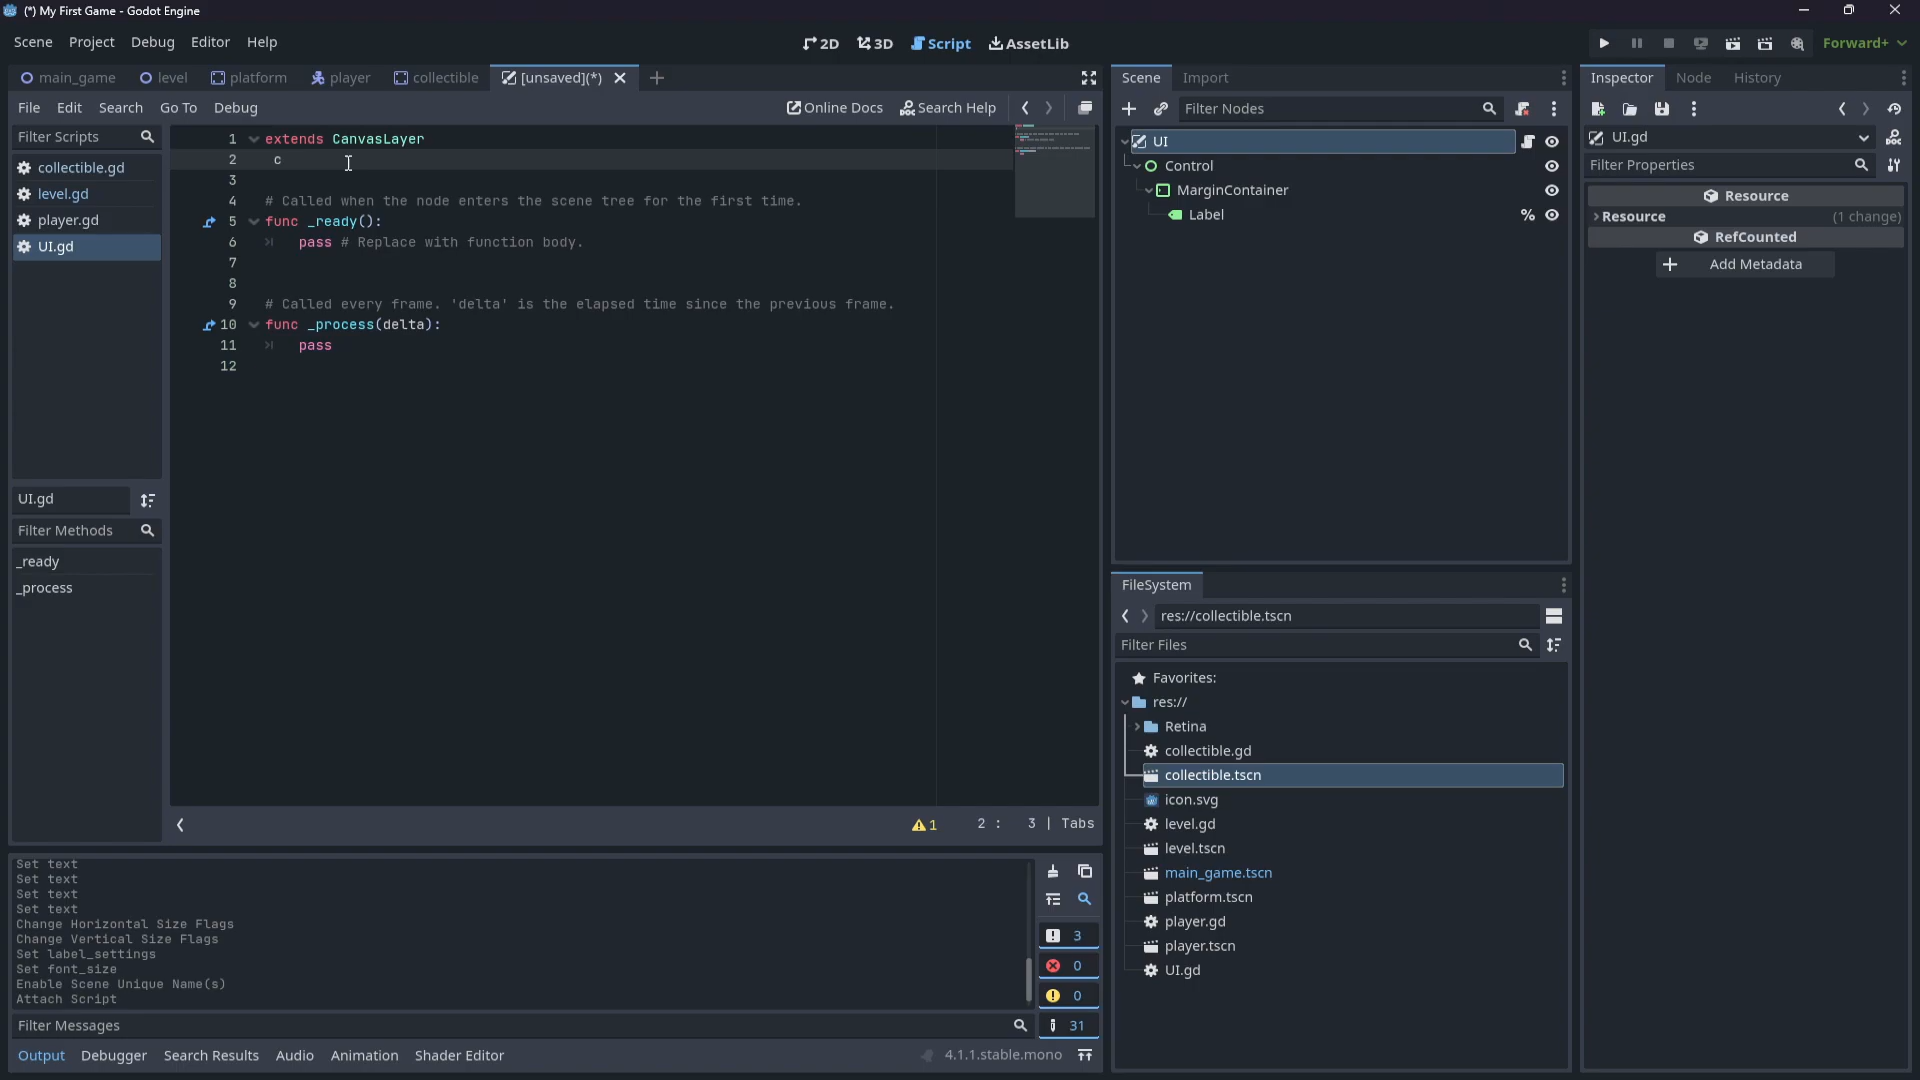 (*) My First Game - Godot Engine
Scene Project Debug Editor Help
2D 3D Script AssetLib
Forward+
main_game level platform player collectible [unsaved](*)
File Edit Search Go To Debug
Online Docs Search Help
Filter Scripts
collectible.gd
level.gd
player.gd
UI.gd
UI.gd
Filter Methods
_ready
_process
1 extends CanvasLayer
2 c
3
4 # Called when the node enters the scene tree for the first time.
5 func _ready():
6 pass # Replace with function body.
7
8
9 # Called every frame. 'delta' is the elapsed time since the previous frame.
10 func _process(delta):
11 pass
12
1 2 : 3 | Tabs
Set text
Set text
Set text
Set text
Change Horizontal Size Flags
Change Vertical Size Flags
Set label_settings
Set font_size
Enable Scene Unique Name(s)
Attach Script
3
0
0
31
Filter Messages
Output Debugger Search Results Audio Animation Shader Editor
4.1.1.stable.mono
Scene Import
Filter Nodes
UI
Control
MarginContainer
Label %
FileSystem
res://collectible.tscn
Filter Files
Favorites:
res://
Retina
collectible.gd
collectible.tscn
icon.svg
level.gd
level.tscn
main_game.tscn
platform.tscn
player.gd
player.tscn
UI.gd
Inspector Node History
UI.gd
Filter Properties
Resource
Resource (1 change)
RefCounted
Add Metadata